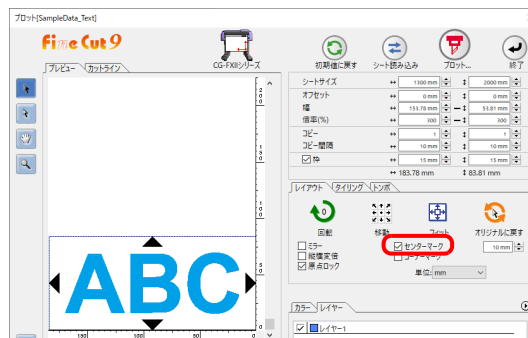 プロット[SampleData_Text]
Fine Cut 9
CG-FXIIシリーズ
初期値に戻す シート読み込み プロット... 終了
プレビュー カットライン
シートサイズ 1300 mm 2000 mm
オフセット 0 mm 0 mm
幅 153.78 mm 53.81 mm
倍率(%) 300 300
コピー 1 1
コピー間隔 10 mm 10 mm
枠 15 mm 15 mm
183.78 mm 83.81 mm
レイアウト タイリング トンボ
回転 移動 フィット オリジナルに戻す
ミラー センターマーク 10 mm
縦横変倍 コーナーマーク
原点ロック
単位: mm
カラー レイヤー
レイヤー1
ABC
200
150
100
50
0
150 100 50 0